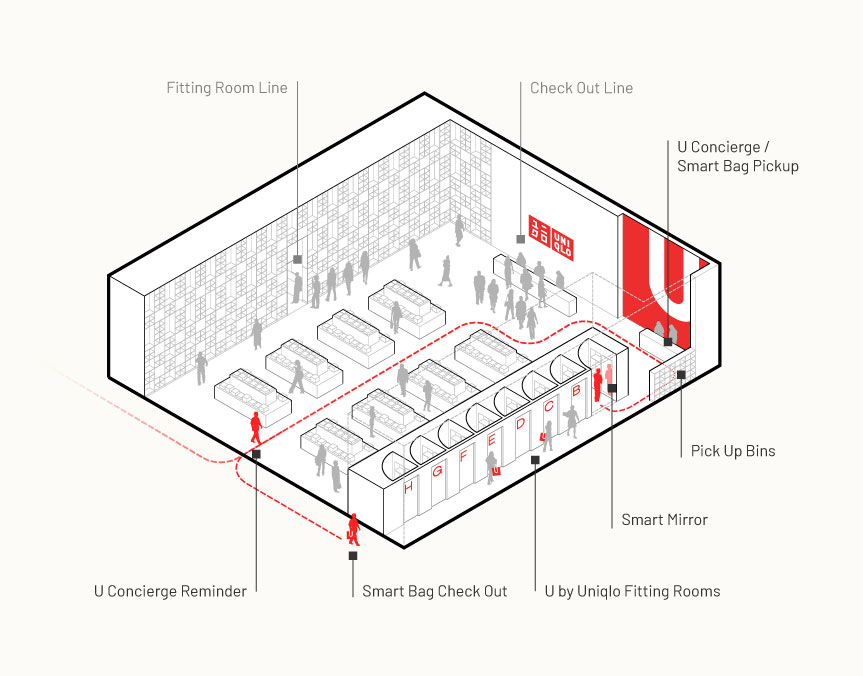 Fitting Room Line
Check Out Line
U Concierge /
Smart Bag Pickup
ユニ
クロ
UNI
QLO
U
B
C
D
E
F
G
H
U
U
U
Pick Up Bins
Smart Mirror
U Concierge Reminder
Smart Bag Check Out
U by Uniqlo Fitting Rooms